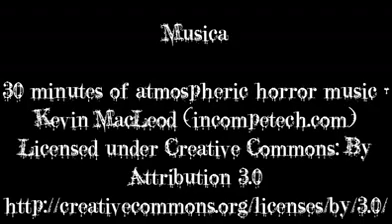 Musica
30 minutes of atmospheric horror music -
Kevin MacLeod (incompetech.com)
Licensed under Creative Commons: By
Attribution 3.0
http://creativecommons.org/licenses/by/3.0/